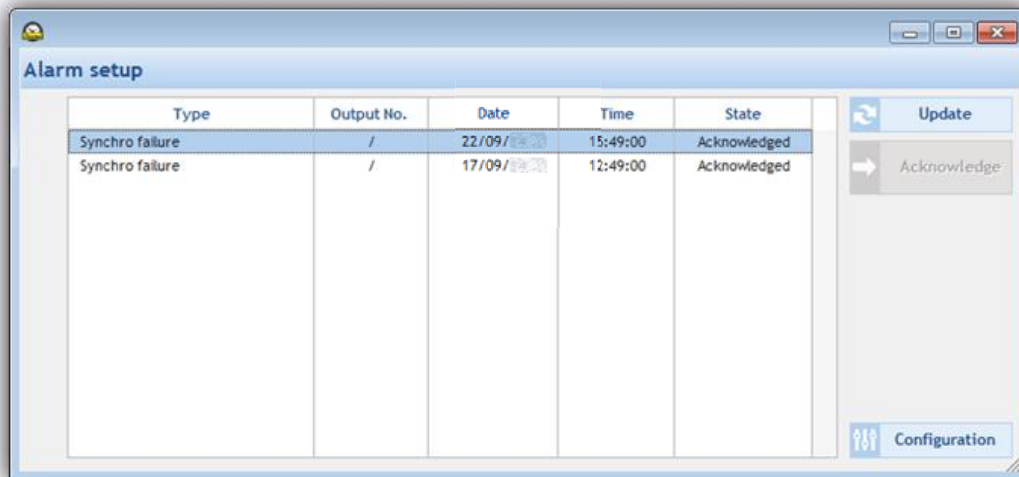 Alarm setup
Type Output No. Date Time State Update
Synchro failure / 22/09/ 15:49:00 Acknowledged
Synchro failure / 17/09/ 12:49:00 Acknowledged
Acknowledge
Configuration